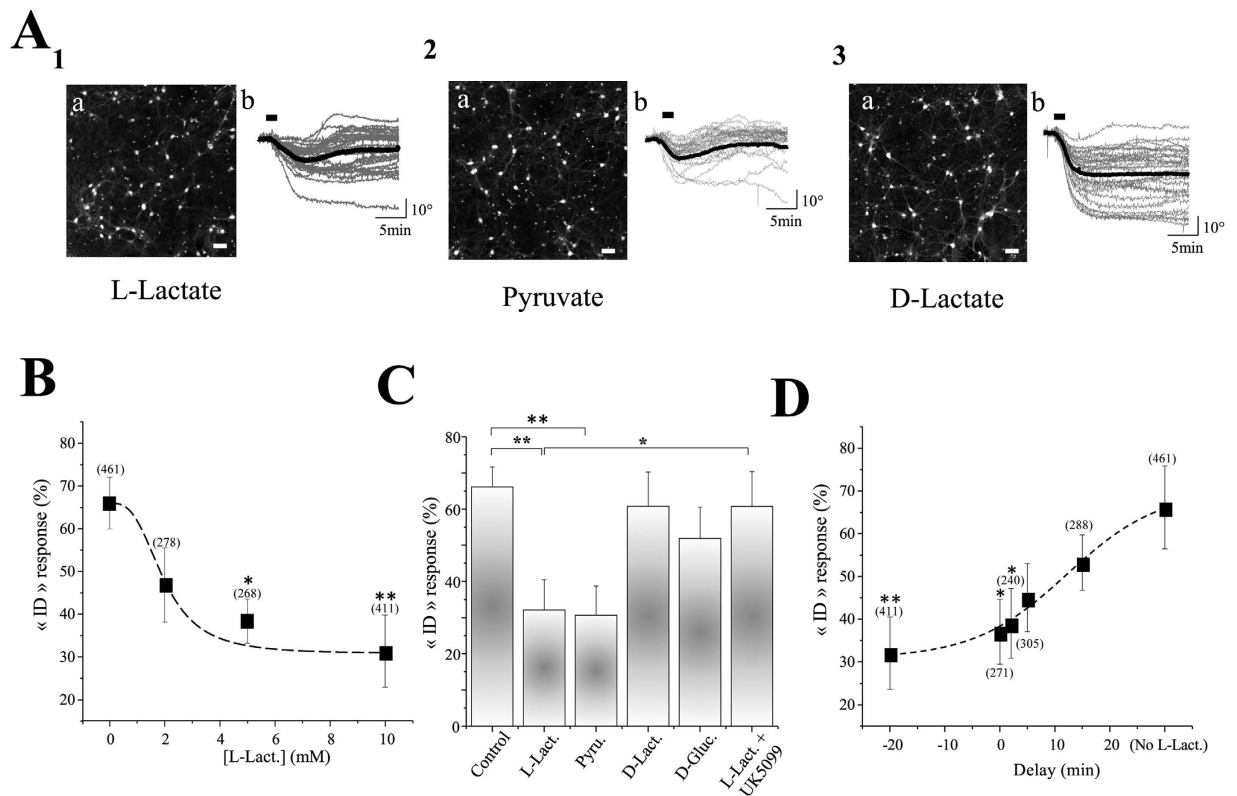 A
1
a
b
10°
5min
L-Lactate
2
a
b
10°
5min
Pyruvate
3
a
b
10°
5min
D-Lactate
B
« ID » response (%)
80
70
60
50
40
30
20
(461)
(278)
*
(268)
**
(411)
0 2 4 6 8 10
[L-Lact.] (mM)
C
« ID » response (%)
80
60
40
20
0
**
**
*
Control
L-Lact.
Pyru.
D-Lact.
D-Gluc.
L-Lact. +
UK5099
D
« ID » response (%)
80
70
60
50
40
30
20
**
(411)
*
(271)
*
(240)
(305)
(288)
(461)
-20 -10 0 10 20 (No L-Lact.)
Delay (min)